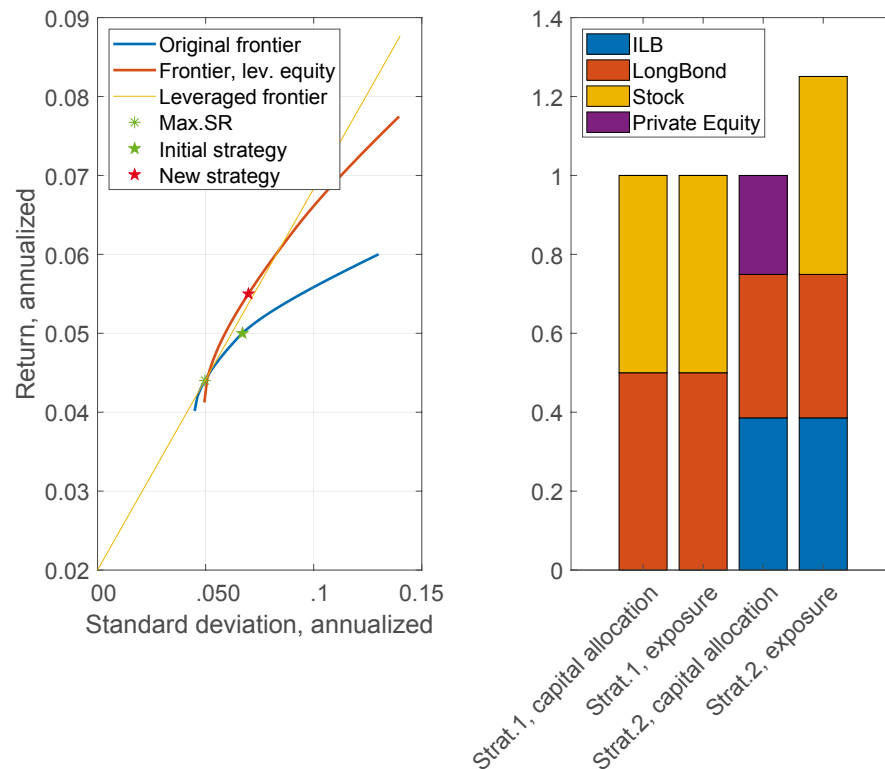 0.09
0.08
0.07
0.06
0.05
0.04
0.03
0.02
00
.050
.1
0.15
Return, annualized
Standard deviation, annualized
Original frontier
Frontier, lev. equity
Leveraged frontier
Max.SR
Initial strategy
New strategy
1.4
1.2
1
0.8
0.6
0.4
0.2
0
ILB
LongBond
Stock
Private Equity
Strat.1, capital allocation
Strat.1, exposure
Strat.2, capital allocation
Strat.2, exposure